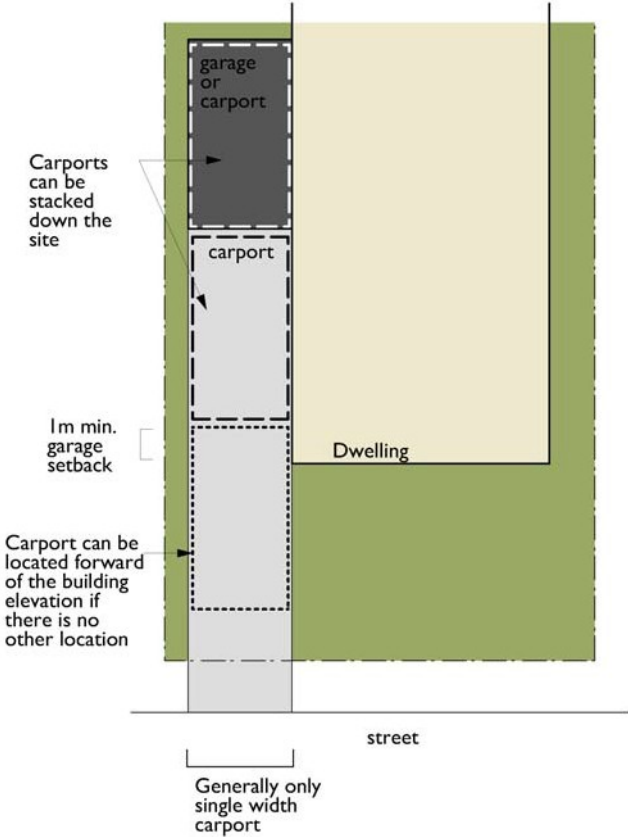 garage
or
carport
Carports
can be
stacked
down the
site
carport
1m min.
garage
setback
Dwelling
Carport can be
located forward
of the building
elevation if
there is no
other location
street
Generally only
single width
carport